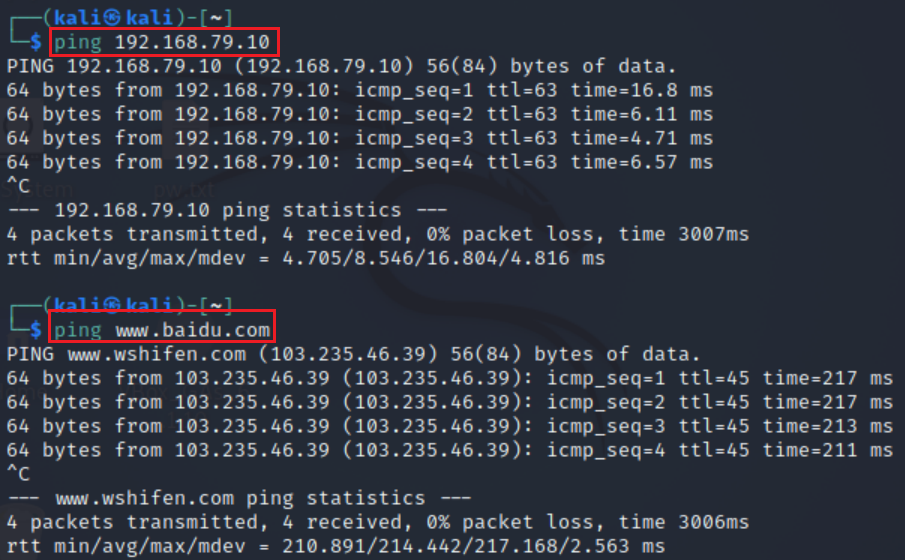 ┌──(kali㉿kali)-[~]
└─$ ping 192.168.79.10
PING 192.168.79.10 (192.168.79.10) 56(84) bytes of data.
64 bytes from 192.168.79.10: icmp_seq=1 ttl=63 time=16.8 ms
64 bytes from 192.168.79.10: icmp_seq=2 ttl=63 time=6.11 ms
64 bytes from 192.168.79.10: icmp_seq=3 ttl=63 time=4.71 ms
64 bytes from 192.168.79.10: icmp_seq=4 ttl=63 time=6.57 ms
^C
--- 192.168.79.10 ping statistics ---
4 packets transmitted, 4 received, 0% packet loss, time 3007ms
rtt min/avg/max/mdev = 4.705/8.546/16.804/4.816 ms
┌──(kali㉿kali)-[~]
└─$ ping www.baidu.com
PING www.wshifen.com (103.235.46.39) 56(84) bytes of data.
64 bytes from 103.235.46.39 (103.235.46.39): icmp_seq=1 ttl=45 time=217 ms
64 bytes from 103.235.46.39 (103.235.46.39): icmp_seq=2 ttl=45 time=217 ms
64 bytes from 103.235.46.39 (103.235.46.39): icmp_seq=3 ttl=45 time=213 ms
64 bytes from 103.235.46.39 (103.235.46.39): icmp_seq=4 ttl=45 time=211 ms
^C
--- www.wshifen.com ping statistics ---
4 packets transmitted, 4 received, 0% packet loss, time 3006ms
rtt min/avg/max/mdev = 210.891/214.442/217.168/2.563 ms